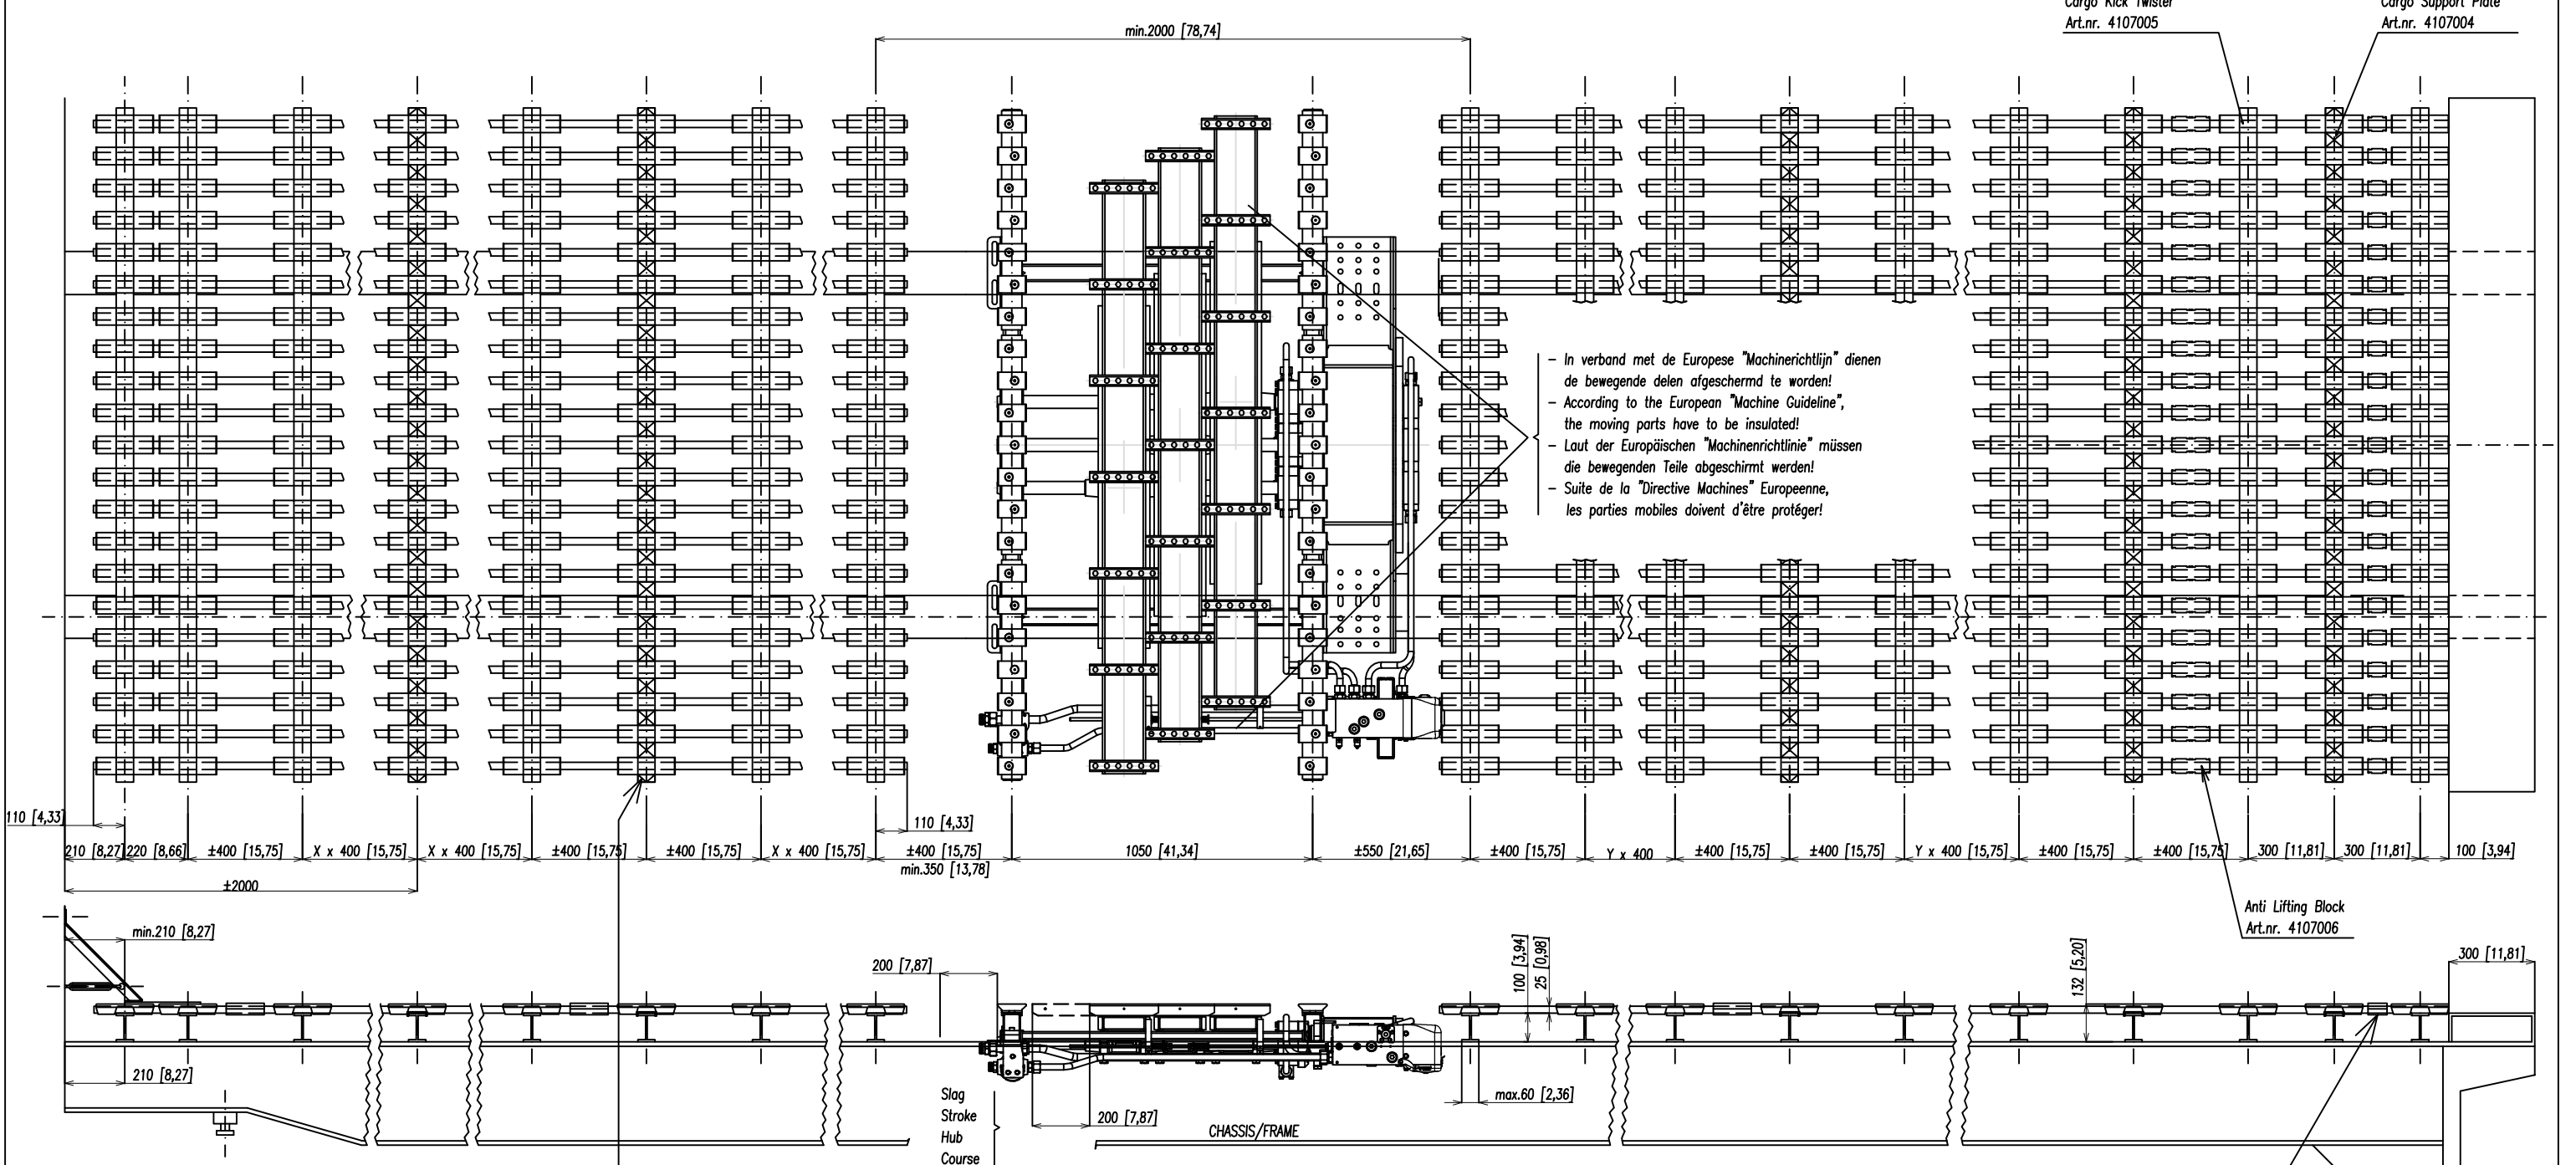 Cargo Kick Twister
Art.nr. 4107005
Cargo Support Plate
Art.nr. 4107004
min.2000 [78,74]
- In verband met de Europese "Machinerichtlijn" dienen
de bewegende delen afgeschermd te worden!
- According to the European "Machine Guideline",
the moving parts have to be insulated!
- Laut der Europäischen "Machinenrichtlinie" müssen
die bewegenden Teile abgeschirmt werden!
- Suite de la "Directive Machines" Europeenne,
les parties mobiles doivent d'être protéger!
110 [4,33]
110 [4,33]
210 [8,27]
220 [8,66]
±400 [15,75]
X x 400 [15,75]
X x 400 [15,75]
±400 [15,75]
±400 [15,75]
X x 400 [15,75]
±400 [15,75]
min.350 [13,78]
1050 [41,34]
±550 [21,65]
±400 [15,75]
Y x 400
±400 [15,75]
±400 [15,75]
Y x 400 [15,75]
±400 [15,75]
±400 [15,75]
300 [11,81]
300 [11,81]
100 [3,94]
±2000
Anti Lifting Block
Art.nr. 4107006
min.210 [8,27]
200 [7,87]
100 [3,94]
25 [0,98]
132 [5,20]
300 [11,81]
210 [8,27]
Slag
Stroke
Hub
Course
200 [7,87]
max.60 [2,36]
CHASSIS/FRAME